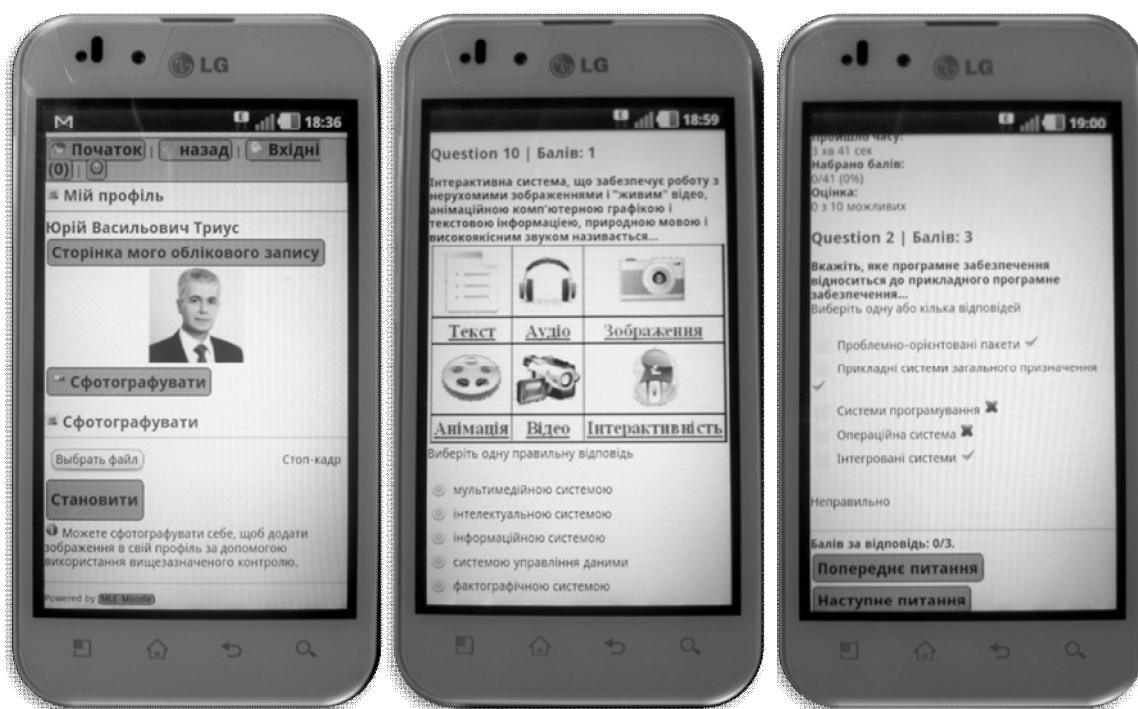 LG
18:36
Початок | назад | Вхідні
(0) |
Мій профіль
Юрій Васильович Триус
Сторінка мого облікового запису
Сфотографувати
Сфотографувати
Выбрать файл Стоп-кадр
Становити
Можете сфотографувати себе, щоб додати
зображення в свій профіль за допомогою
використання вищезазначеного контролю.
Powered by MLE-Moodle
LG
18:59
Question 10 | Балів: 1
Інтерактивна система, що забезпечує роботу з
нерухомими зображеннями і "живим" відео,
анімаційною комп'ютерною графікою і
текстовою інформацією, природною мовою і
високоякісним звуком називається...
Текст Аудіо Зображення
Анімація Відео Інтерактивність
Виберіть одну правильну відповідь
мультимедійною системою
інтелектуальною системою
інформаційною системою
системою управління даними
фактографічною системою
LG
19:00
Пройшло часу:
3 хв 41 сек
Набрано балів:
0/41 (0%)
Оцінка:
0 з 10 можливих
Question 2 | Балів: 3
Вкажіть, яке програмне забезпечення
відноситься до прикладного програмне
забезпечення...
Виберіть одну або кілька відповідей
Проблемно-орієнтовані пакети
Прикладні системи загального призначення
Системи програмування
Операційна система
Інтегровані системи
Неправильно
Балів за відповідь: 0/3.
Попереднє питання
Наступне питання